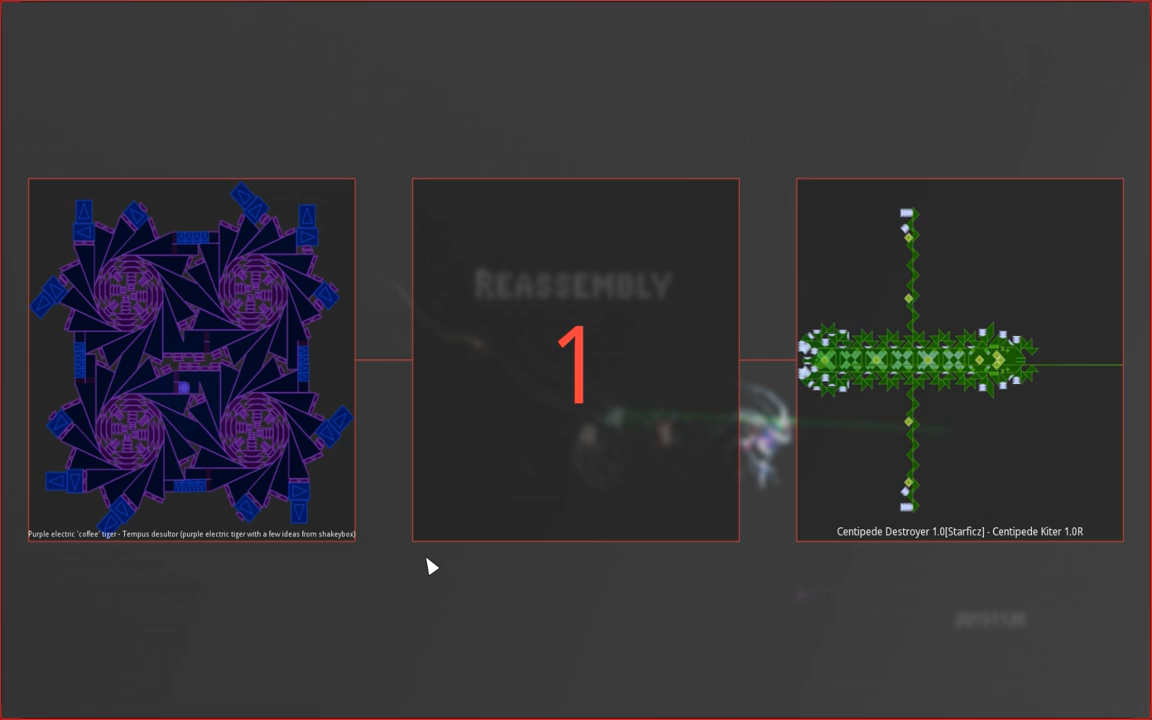 REASSEMBLY
1
Purple electric 'coffee' tiger - Tempus desultor (purple electric tiger with a few ideas from shakeybox)
Centipede Destroyer 1.0[Starficz] - Centipede Kiter 1.0R